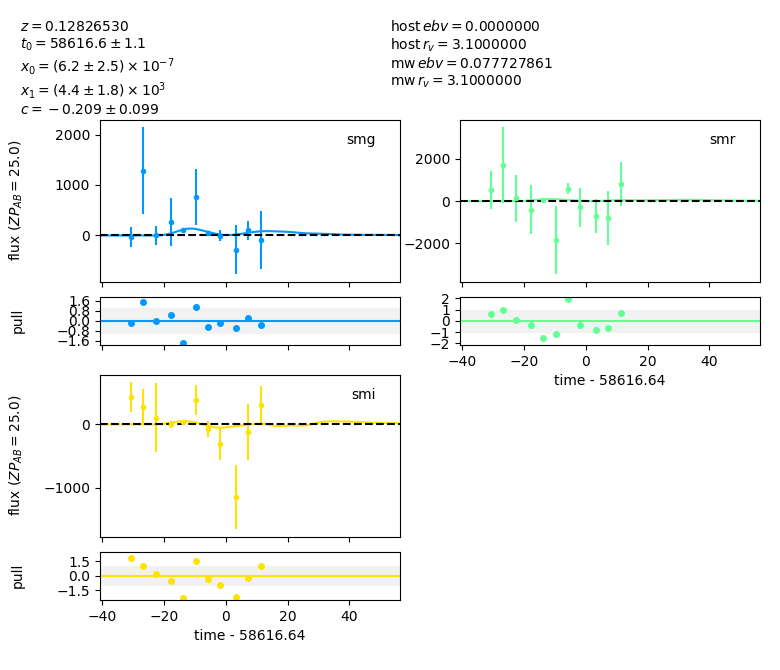 z = 0.12826530
t₀ = 58616.6 ± 1.1
x₀ = (6.2 ± 2.5) × 10⁻⁷
x₁ = (4.4 ± 1.8) × 10³
c = −0.209 ± 0.099
host ebv = 0.0000000
host r_v = 3.1000000
mw ebv = 0.077727861
mw r_v = 3.1000000
smg
2000
1000
0
flux (ZP_AB = 25.0)
smr
2000
0
−2000
1.6
0.8
0.0
−0.8
−1.6
pull
2
1
0
−1
−2
−40 −20 0 20 40
time - 58616.64
smi
0
−1000
flux (ZP_AB = 25.0)
1.5
0.0
−1.5
pull
−40 −20 0 20 40
time - 58616.64